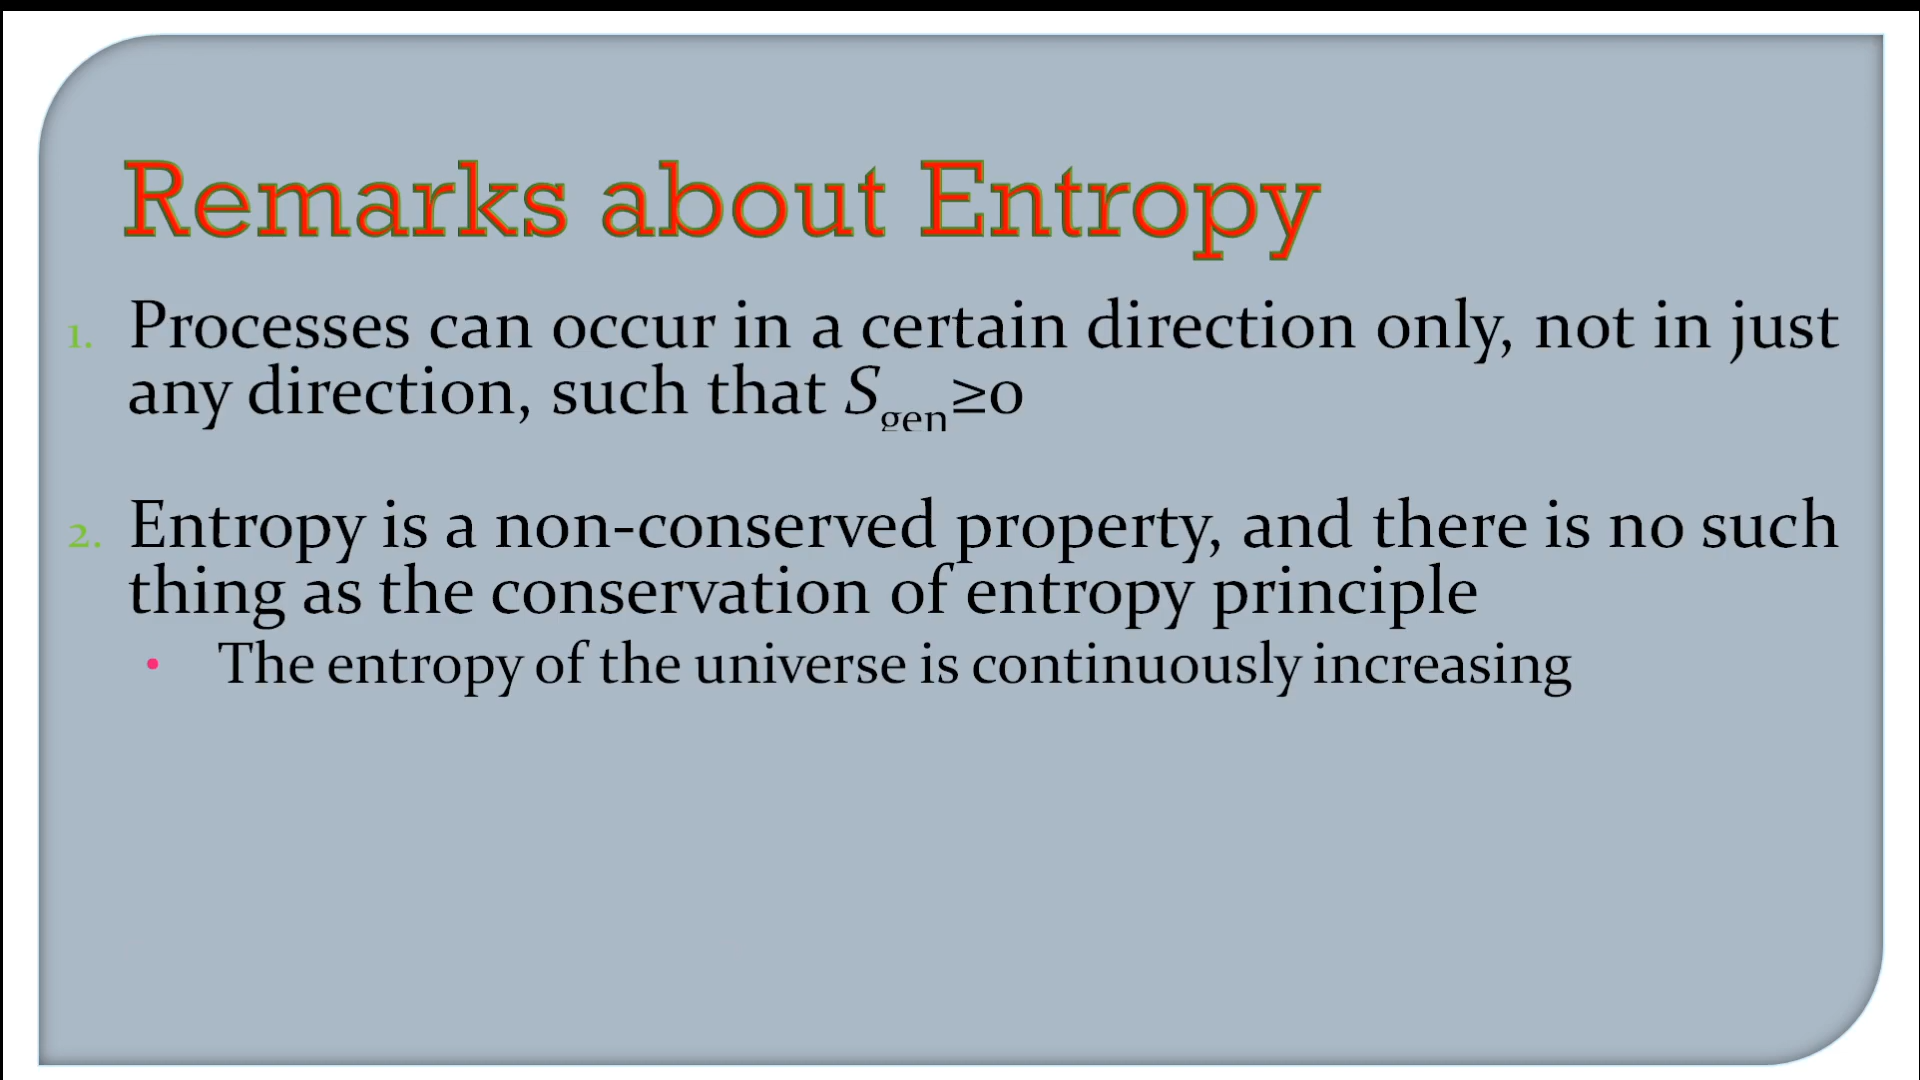 Remarks about Entropy
1. Processes can occur in a certain direction only, not in just
any direction, such that Sgen≥0
2. Entropy is a non-conserved property, and there is no such
thing as the conservation of entropy principle
• The entropy of the universe is continuously increasing